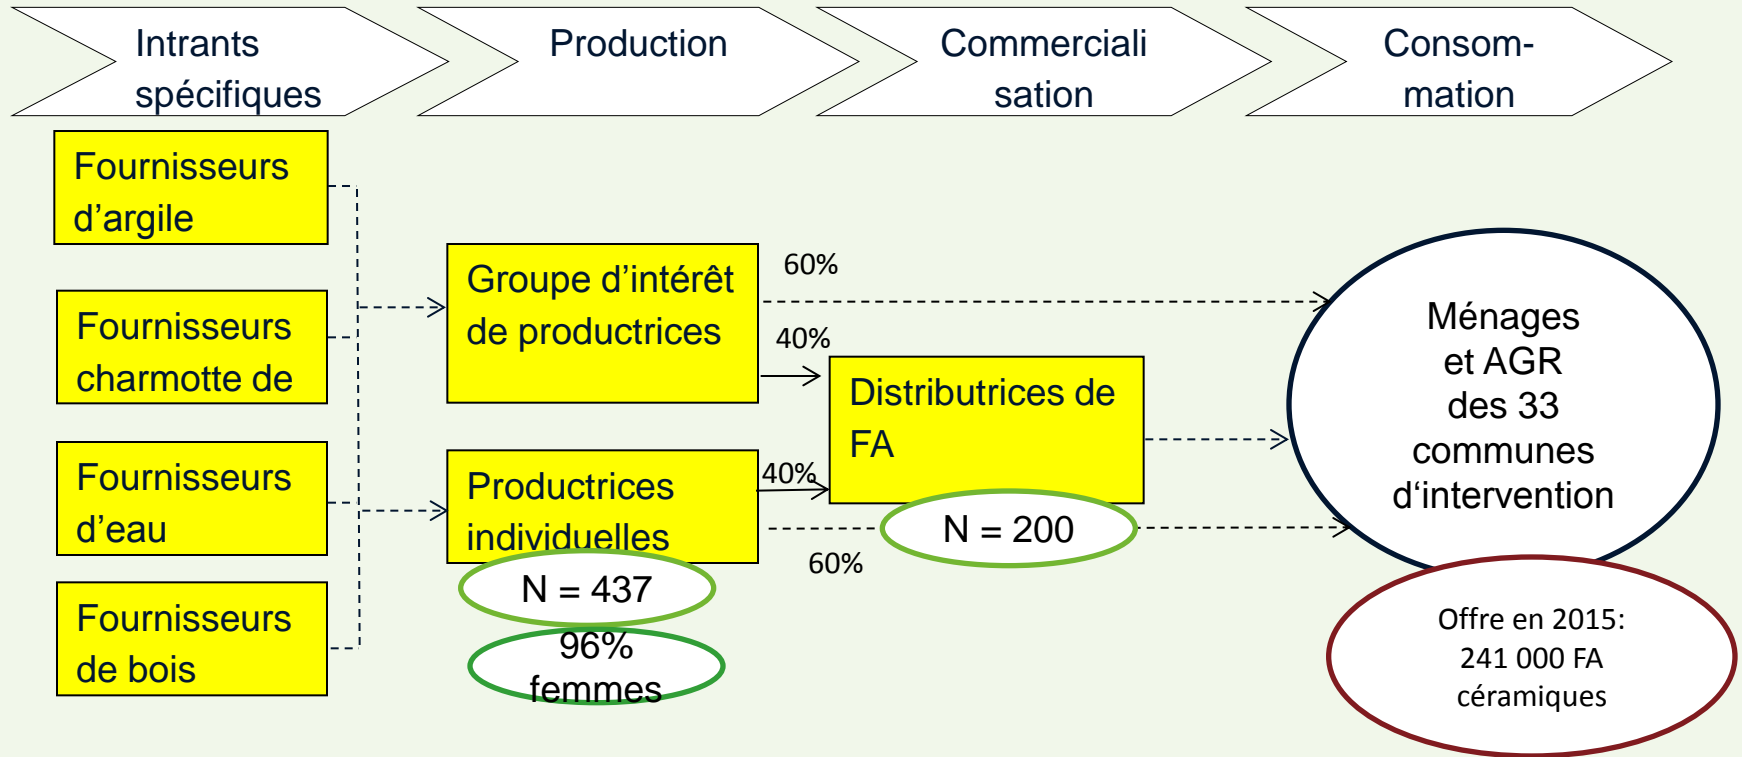 Intrants
spécifiques
Production
Commerciali
sation
Consom-
mation
Fournisseurs
d’argile
Fournisseurs
charmotte de
Fournisseurs
d’eau
Fournisseurs
de bois
Groupe d’intérêt
de productrices
Productrices
individuelles
N = 437
96%
femmes
60%
40%
40%
60%
Distributrices de
FA
N = 200
Ménages
et AGR
des 33
communes
d‘intervention
Offre en 2015:
241 000 FA
céramiques